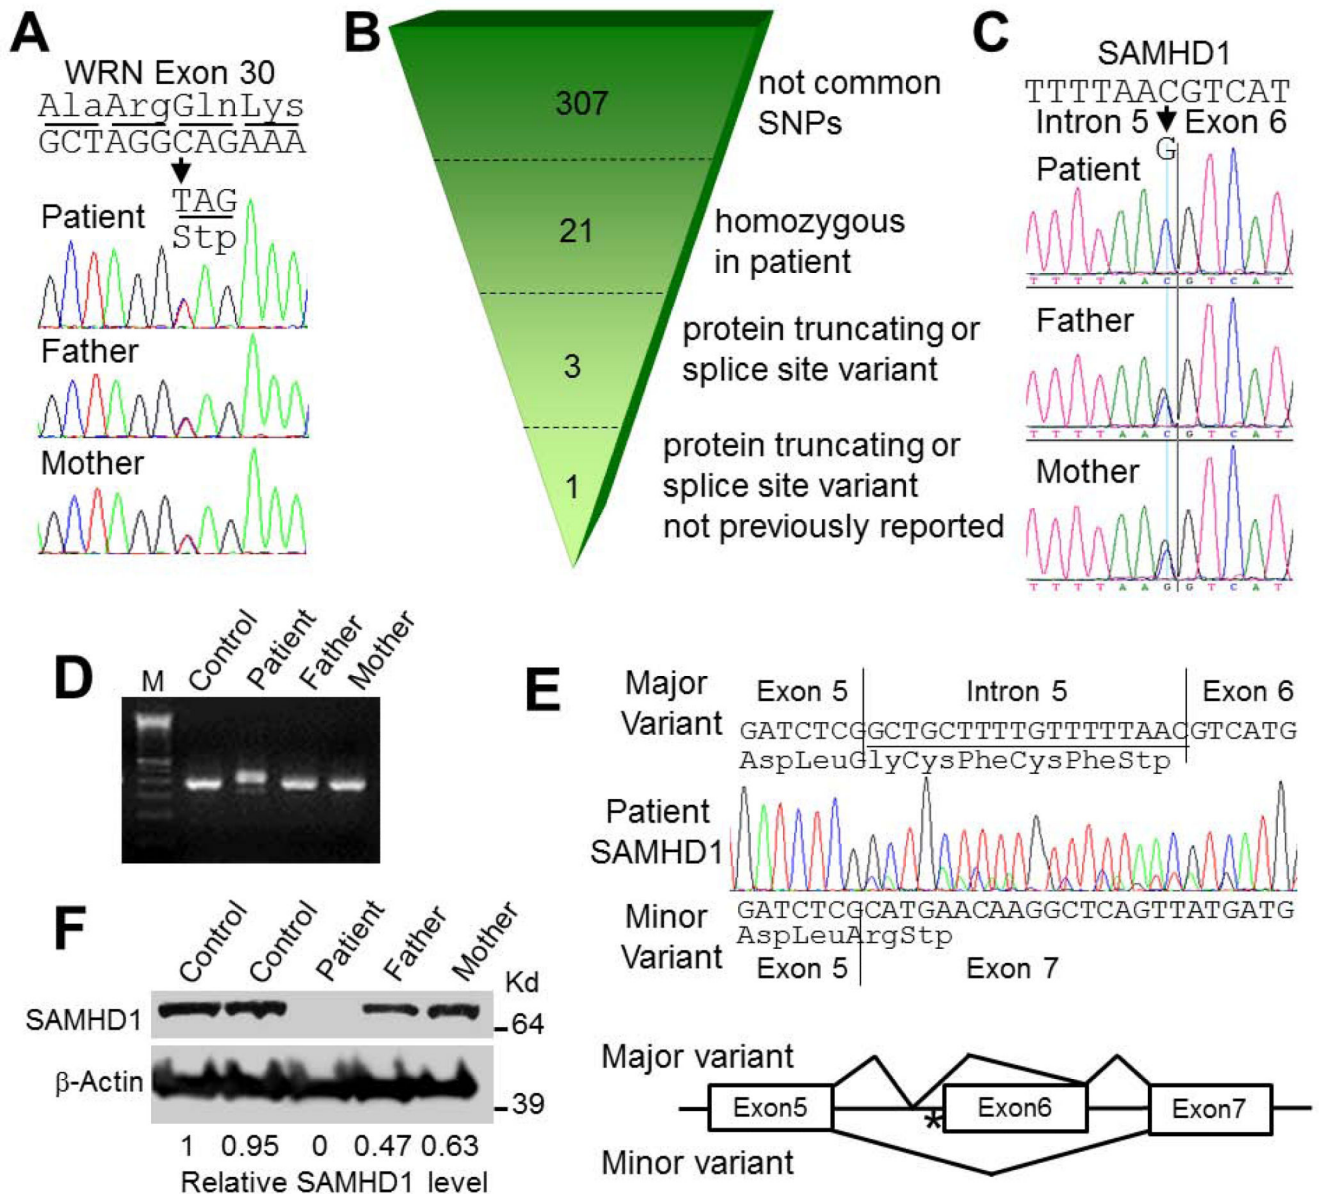 A
WRN Exon 30
AlaArgGlnLys
GCTAGGCAGAAA
TAG
Stp
Patient
Father
Mother
B
307
not common
SNPs
21
homozygous
in patient
3
protein truncating or
splice site variant
1
protein truncating or
splice site variant
not previously reported
C
SAMHD1
TTTTAACGTCAT
Intron 5 Exon 6
G
Patient
T T T T A A C G T C A T
Father
T T T T A A C G T C A T
Mother
T T T T A A G G T C A T
D
M Control Patient Father Mother
E
Major
Variant
Exon 5 Intron 5 Exon 6
GATCTCGGCTGCTTTTGTTTTTAACGTCATG
AspLeuGlyCysPheCysPheStp
Patient
SAMHD1
Minor
Variant
GATCTCGCATGAACAAGGCTCAGTTATGATG
AspLeuArgStp
Exon 5 Exon 7
Major variant
Exon5 Exon6 Exon7
*
Minor variant
F
Control Control Patient Father Mother
Kd
SAMHD1
64
β-Actin
39
1 0.95 0 0.47 0.63
Relative SAMHD1 level